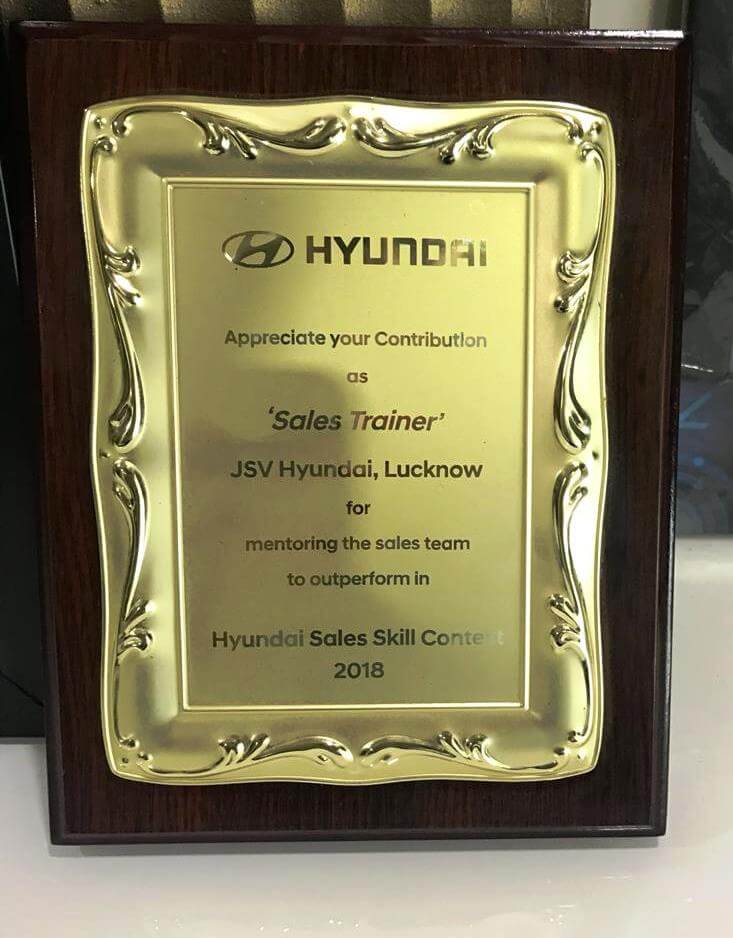 HYUNDAI
Appreciate your Contribution
as
‘Sales Trainer’
JSV Hyundai, Lucknow
for
mentoring the sales team
to outperform in
Hyundai Sales Skill Contest
2018